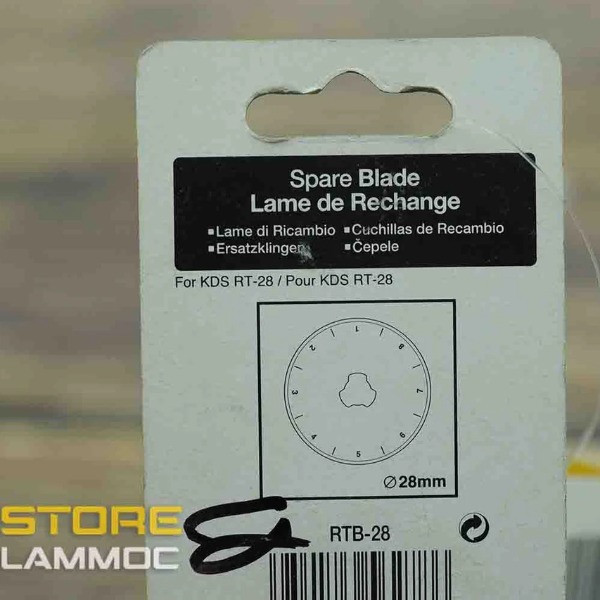 Spare Blade
Lame de Rechange
▪Lame di Ricambio ▪Cuchillas de Recambio
▪Ersatzklingen ▪Čepele
For KDS RT-28 / Pour KDS RT-28
1
2 8
3 7
4 6
5
∅28mm
RTB-28
STORE
LAMMOC